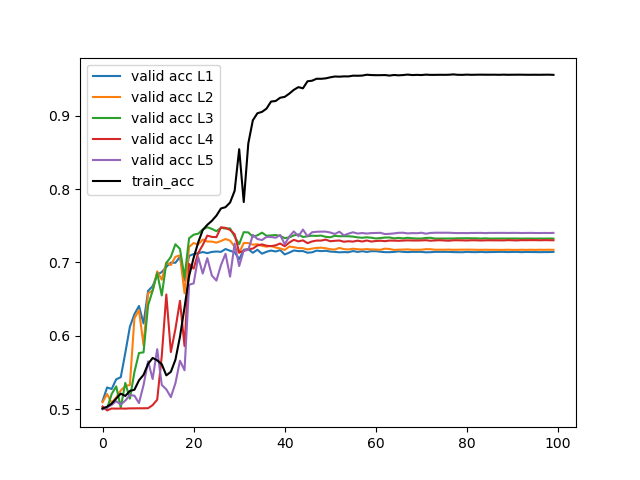 valid acc L1
valid acc L2
valid acc L3
valid acc L4
valid acc L5
train_acc
0.9
0.8
0.7
0.6
0.5
0 20 40 60 80 100